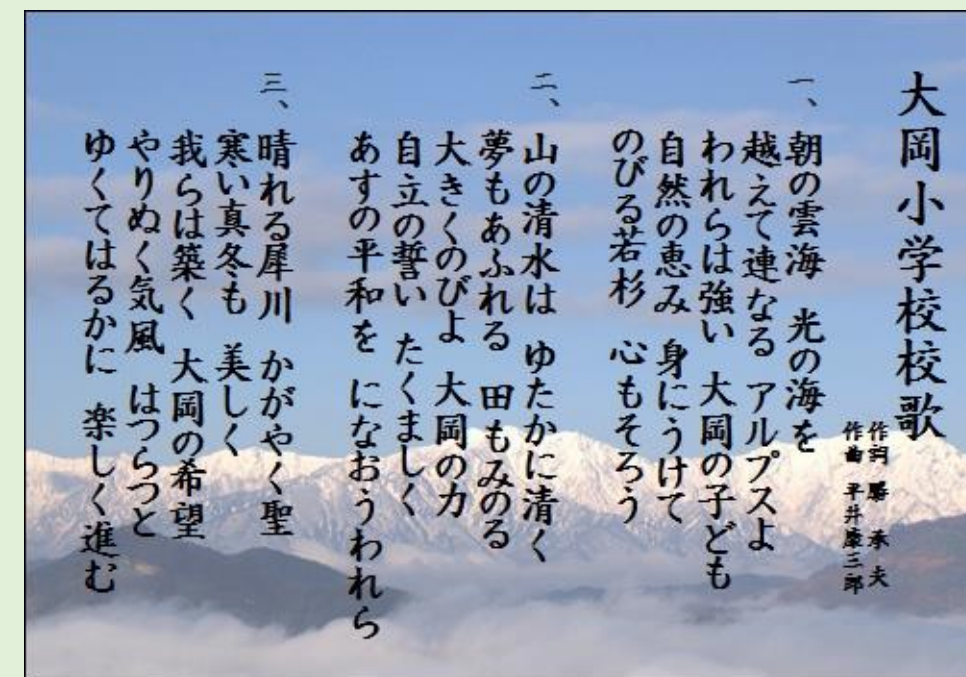 大岡小学校校歌
作詞 勝 承夫
作曲 平井康三郎
一、
朝の雲海 光の海を
越えて連なる アルプスよ
われらは強い 大岡の子ども
自然の恵み 身にうけて
のびる若杉 心もそろう
二、
山の清水は ゆたかに清く
夢もあふれる 田もみのる
大きくのびよ 大岡の力
自立の誓い たくましく
あすの平和を になおうわれら
三、
晴れる犀川 かがやく聖
寒い真冬も 美しく
我らは築く 大岡の希望
やりぬく気風 はつらつと
ゆくてはるかに 楽しく進む